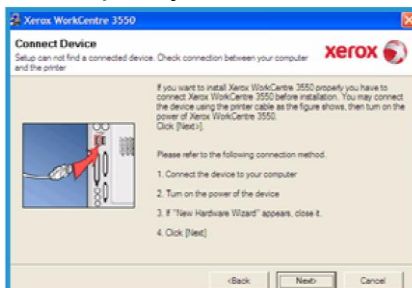 Xerox WorkCentre 3550
Connect Device
Setup can not find a connected device. Check connection between your computer
and the printer
xerox
If you want to install Xerox WorkCentre 3550 properly you have to
connect Xerox WorkCentre 3550 before installation. You may connect
the device using the printer cable as the figure shows, then turn on the
power of Xerox WorkCentre 3550.
Click [Next>].
Please refer to the following connection method.
1. Connect the device to your computer
2. Turn on the power of the device
3. If "New Hardware Wizard" appears, close it.
4. Click [Next]
<Back
Next>
Cancel